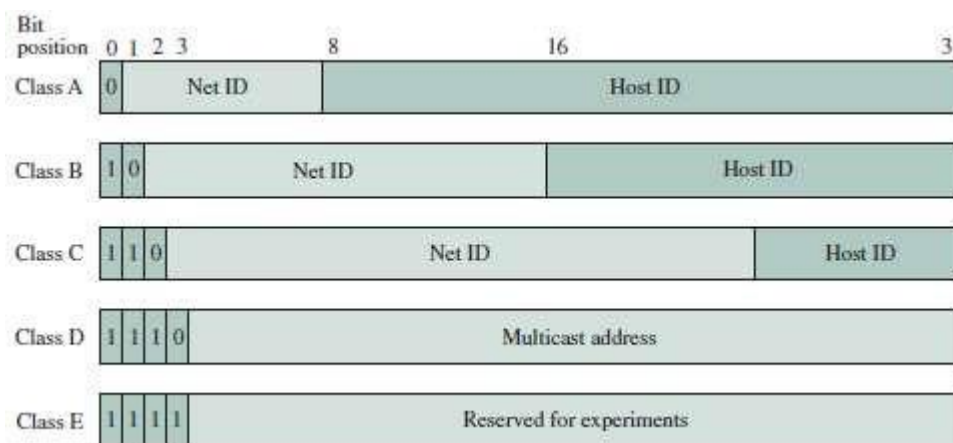 Bit
position 0 1 2 3 8 16 3
Class A 0 Net ID Host ID
Class B 1 0 Net ID Host ID
Class C 1 1 0 Net ID Host ID
Class D 1 1 1 0 Multicast address
Class E 1 1 1 1 Reserved for experiments